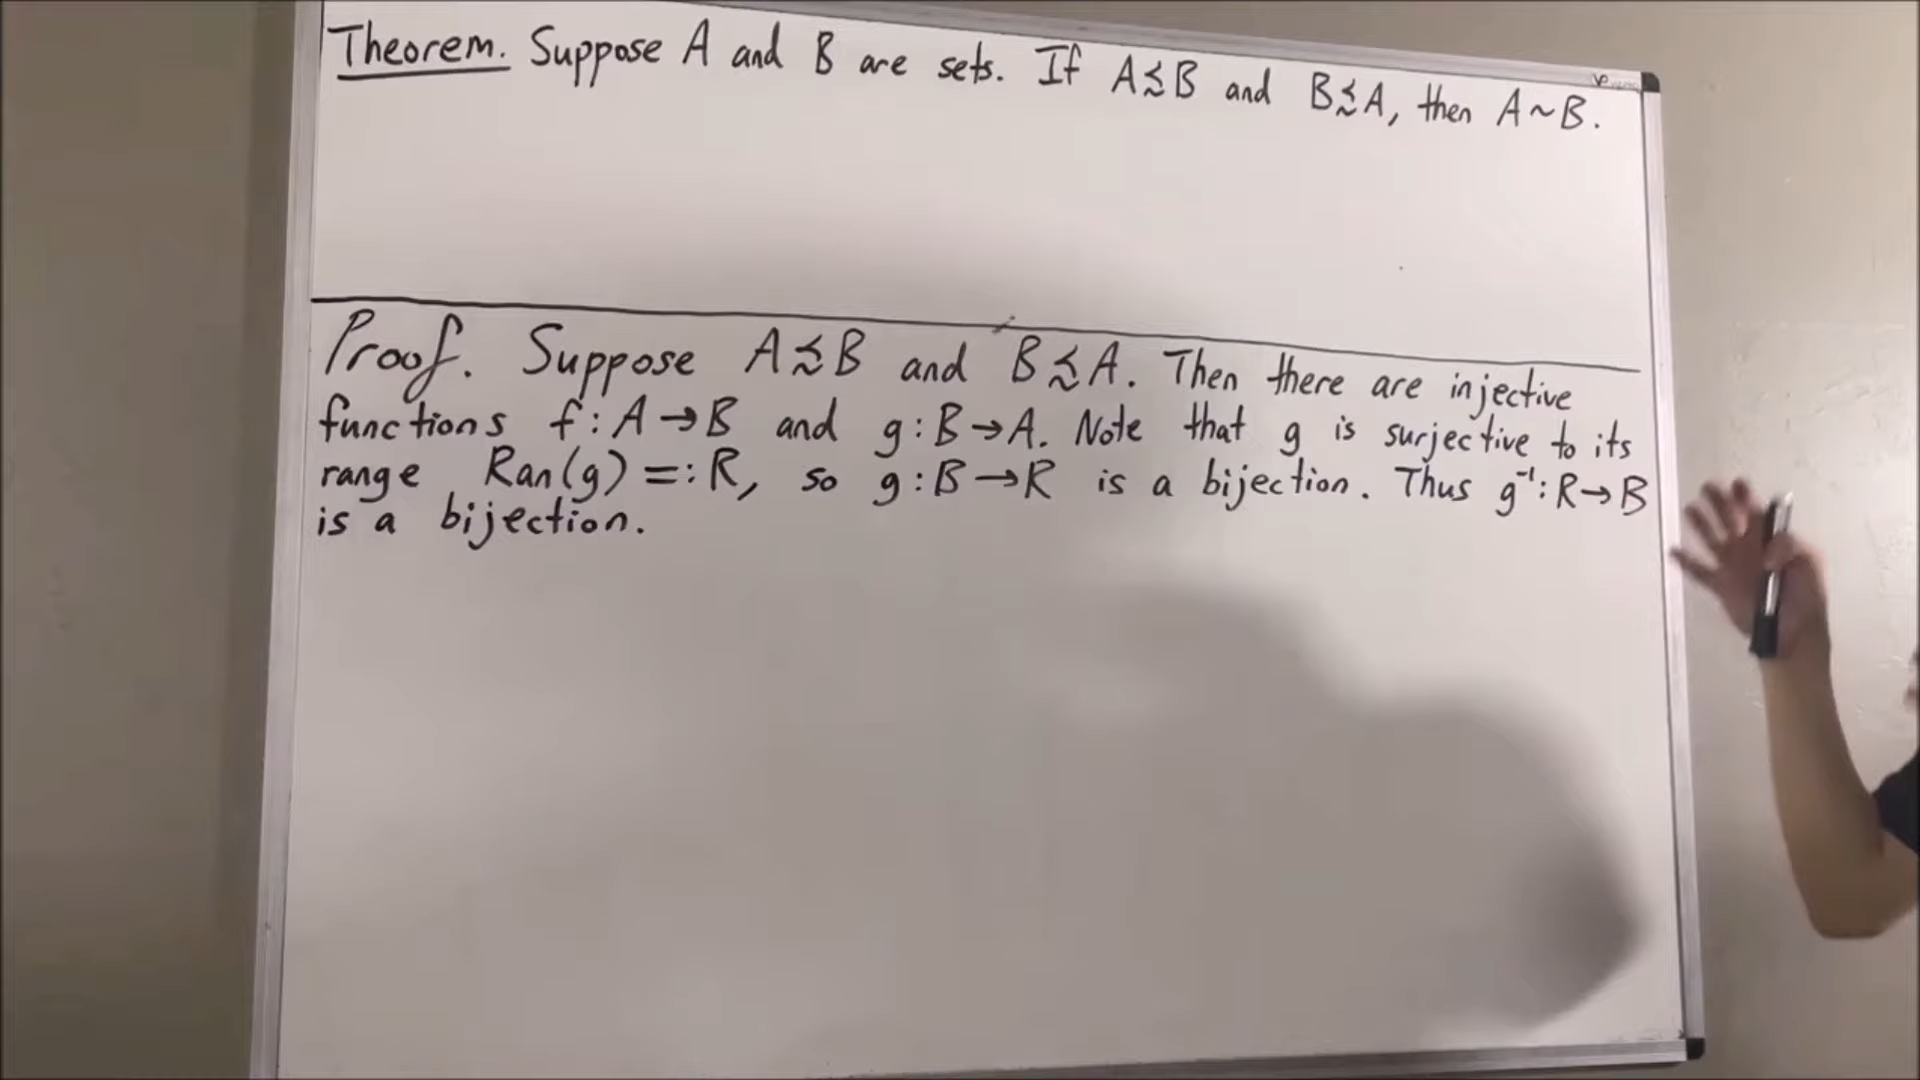 Theorem. Suppose A and B are sets. If A ≾ B and B ≾ A, then A ~ B.
Proof. Suppose A ≾ B and B ≾ A. Then there are injective
functions f : A → B and g : B → A. Note that g is surjective to its
range Ran(g) =: R, so g : B → R is a bijection. Thus g⁻¹ : R → B
is a bijection.